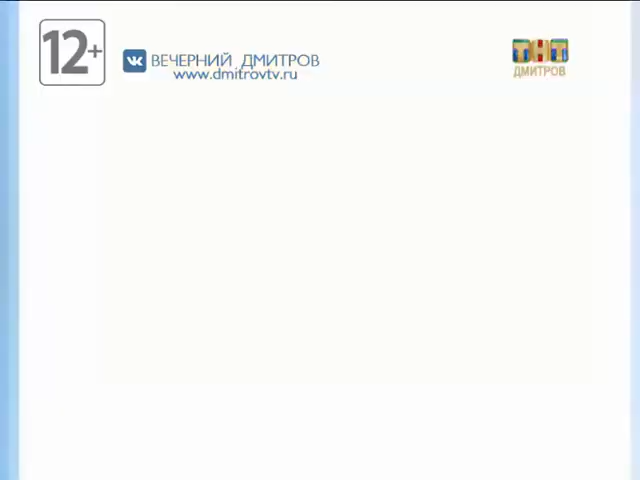 12+
ВЕЧЕРНИЙ ДМИТРОВ
www.dmitrovtv.ru
ТНТ
ДМИТРОВ